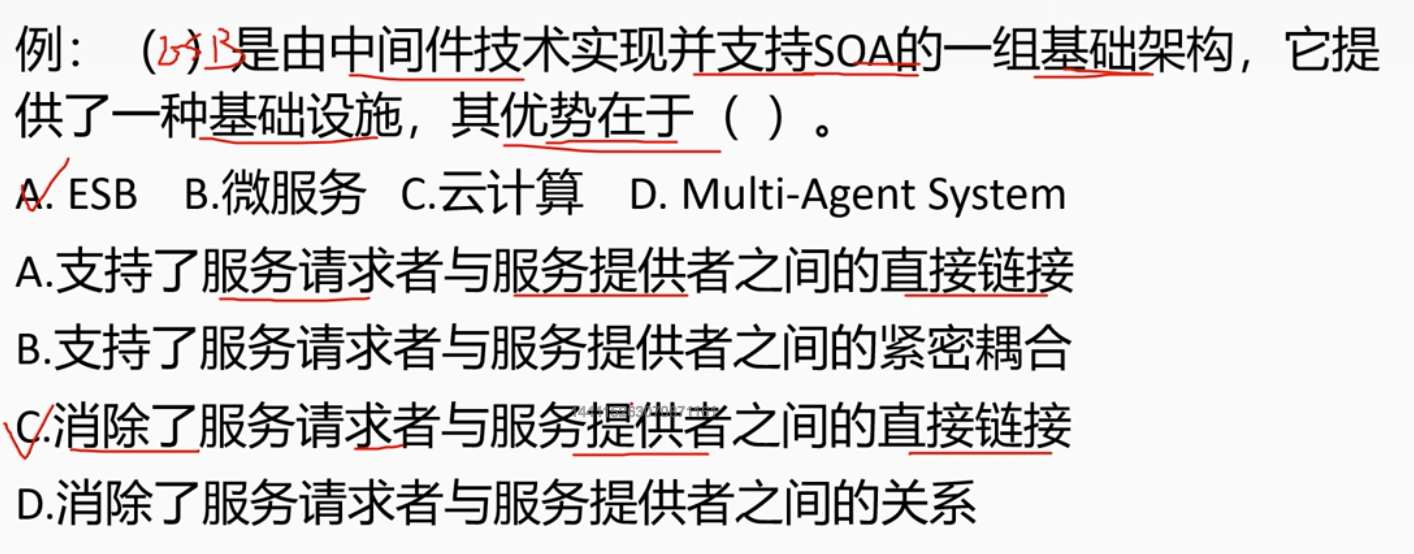 例：（ESB）是由中间件技术实现并支持SOA的一组基础架构，它提
供了一种基础设施，其优势在于（ ）。
A. ESB B.微服务 C.云计算 D. Multi-Agent System
A.支持了服务请求者与服务提供者之间的直接链接
B.支持了服务请求者与服务提供者之间的紧密耦合
C.消除了服务请求者与服务提供者之间的直接链接
D.消除了服务请求者与服务提供者之间的关系